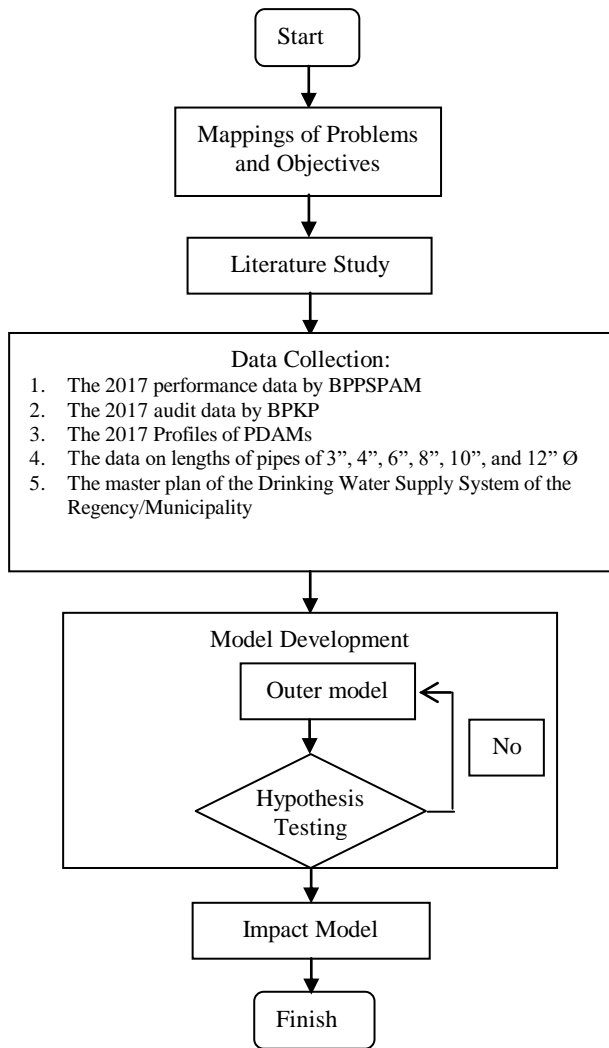 Start
Mappings of Problems
and Objectives
Literature Study
Data Collection:
1. The 2017 performance data by BPPSPAM
2. The 2017 audit data by BPKP
3. The 2017 Profiles of PDAMs
4. The data on lengths of pipes of 3”, 4”, 6”, 8”, 10”, and 12” Ø
5. The master plan of the Drinking Water Supply System of the
Regency/Municipality
Model Development
Outer model
No
Hypothesis
Testing
Impact Model
Finish